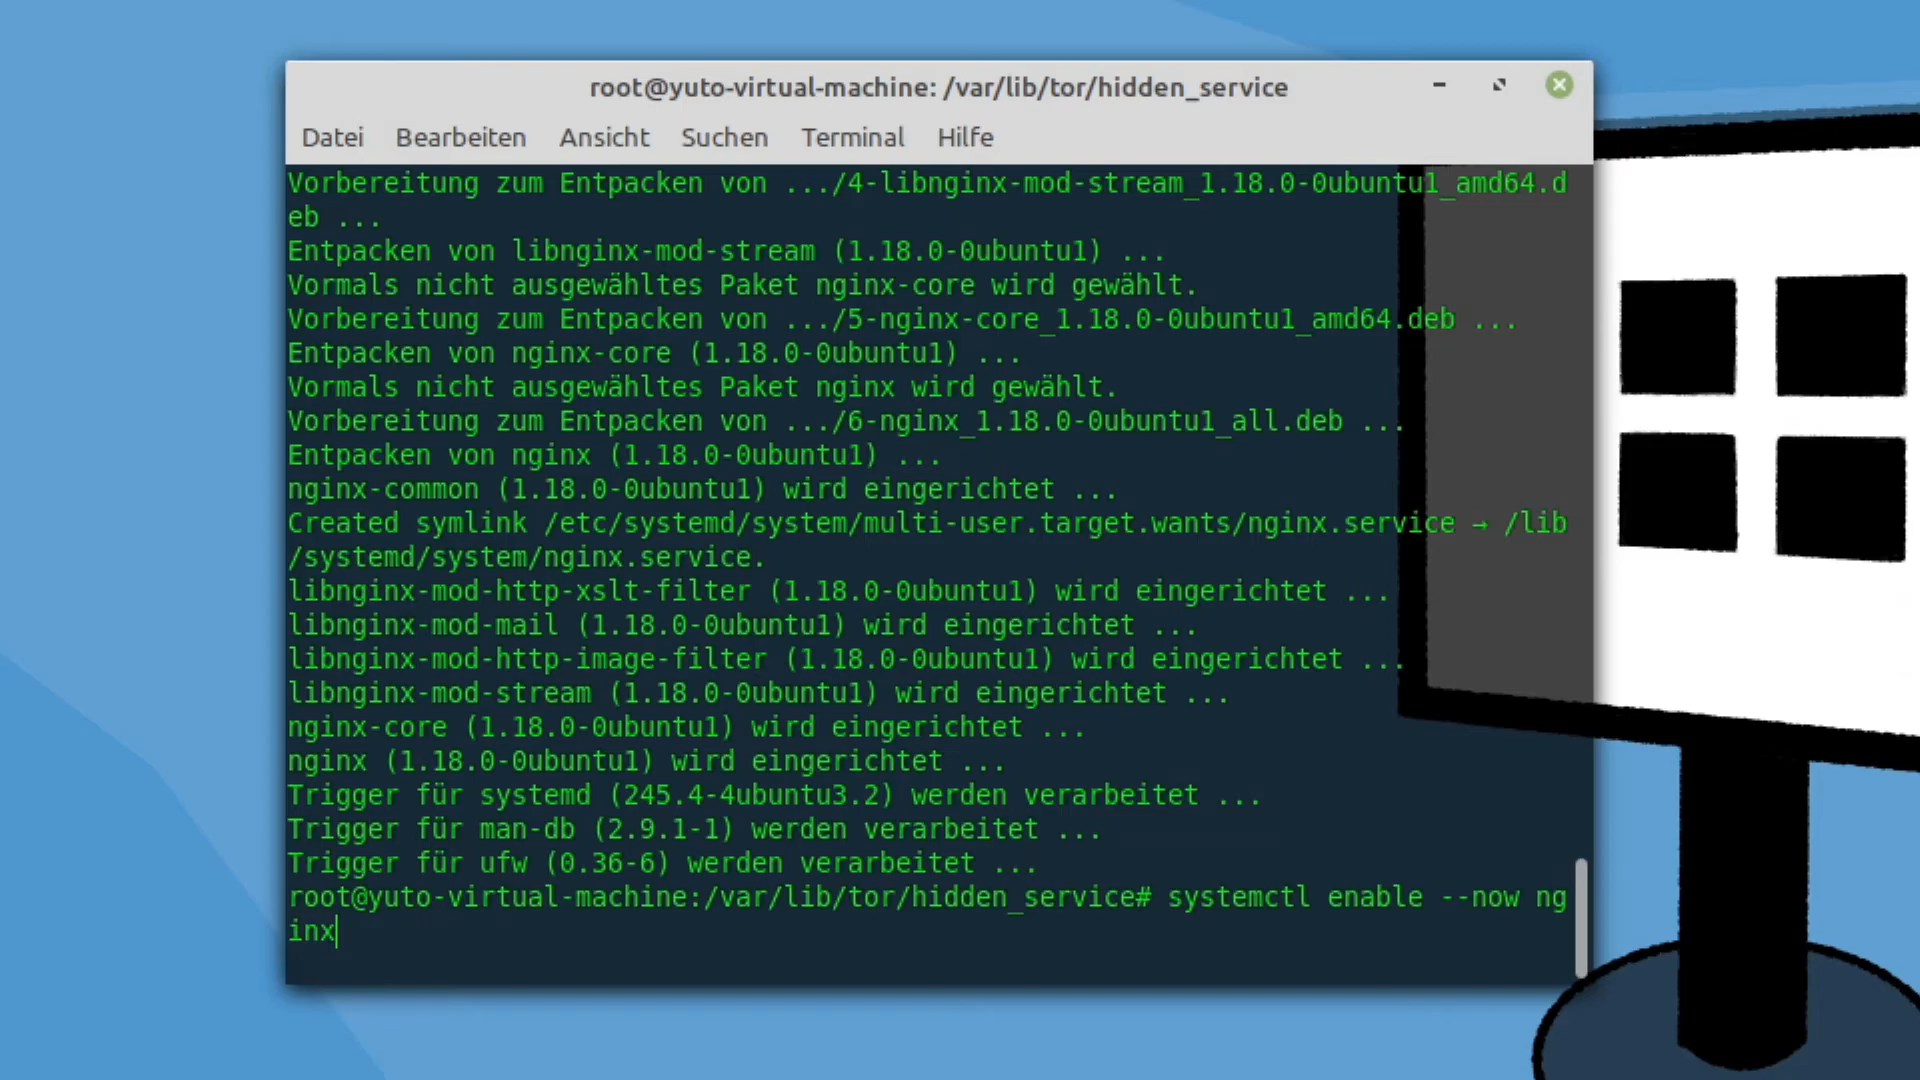 root@yuto-virtual-machine: /var/lib/tor/hidden_service
Datei Bearbeiten Ansicht Suchen Terminal Hilfe
Vorbereitung zum Entpacken von .../4-libnginx-mod-stream_1.18.0-0ubuntu1_amd64.d
eb ...
Entpacken von libnginx-mod-stream (1.18.0-0ubuntu1) ...
Vormals nicht ausgewähltes Paket nginx-core wird gewählt.
Vorbereitung zum Entpacken von .../5-nginx-core_1.18.0-0ubuntu1_amd64.deb ...
Entpacken von nginx-core (1.18.0-0ubuntu1) ...
Vormals nicht ausgewähltes Paket nginx wird gewählt.
Vorbereitung zum Entpacken von .../6-nginx_1.18.0-0ubuntu1_all.deb ...
Entpacken von nginx (1.18.0-0ubuntu1) ...
nginx-common (1.18.0-0ubuntu1) wird eingerichtet ...
Created symlink /etc/systemd/system/multi-user.target.wants/nginx.service → /lib
/systemd/system/nginx.service.
libnginx-mod-http-xslt-filter (1.18.0-0ubuntu1) wird eingerichtet ...
libnginx-mod-mail (1.18.0-0ubuntu1) wird eingerichtet ...
libnginx-mod-http-image-filter (1.18.0-0ubuntu1) wird eingerichtet ...
libnginx-mod-stream (1.18.0-0ubuntu1) wird eingerichtet ...
nginx-core (1.18.0-0ubuntu1) wird eingerichtet ...
nginx (1.18.0-0ubuntu1) wird eingerichtet ...
Trigger für systemd (245.4-4ubuntu3.2) werden verarbeitet ...
Trigger für man-db (2.9.1-1) werden verarbeitet ...
Trigger für ufw (0.36-6) werden verarbeitet ...
root@yuto-virtual-machine:/var/lib/tor/hidden_service# systemctl enable --now ng
inx